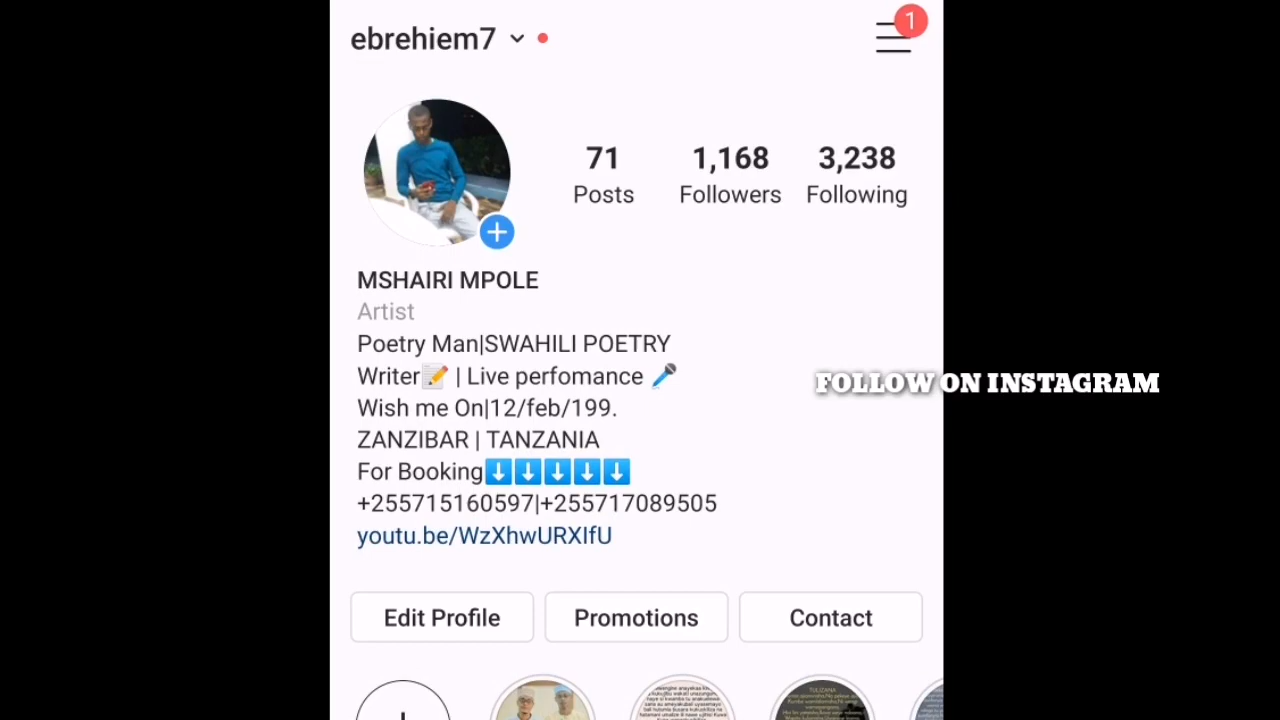 ebrehiem7
1
71
Posts
1,168
Followers
3,238
Following
MSHAIRI MPOLE
Artist
Poetry Man|SWAHILI POETRY
Writer📝 | Live perfomance 🎤
Wish me On|12/feb/199.
ZANZIBAR | TANZANIA
For Booking⬇️⬇️⬇️⬇️⬇️
+255715160597|+255717089505
youtu.be/WzXhwURXIfU
FOLLOW ON INSTAGRAM
Edit Profile
Promotions
Contact
TULIZANA